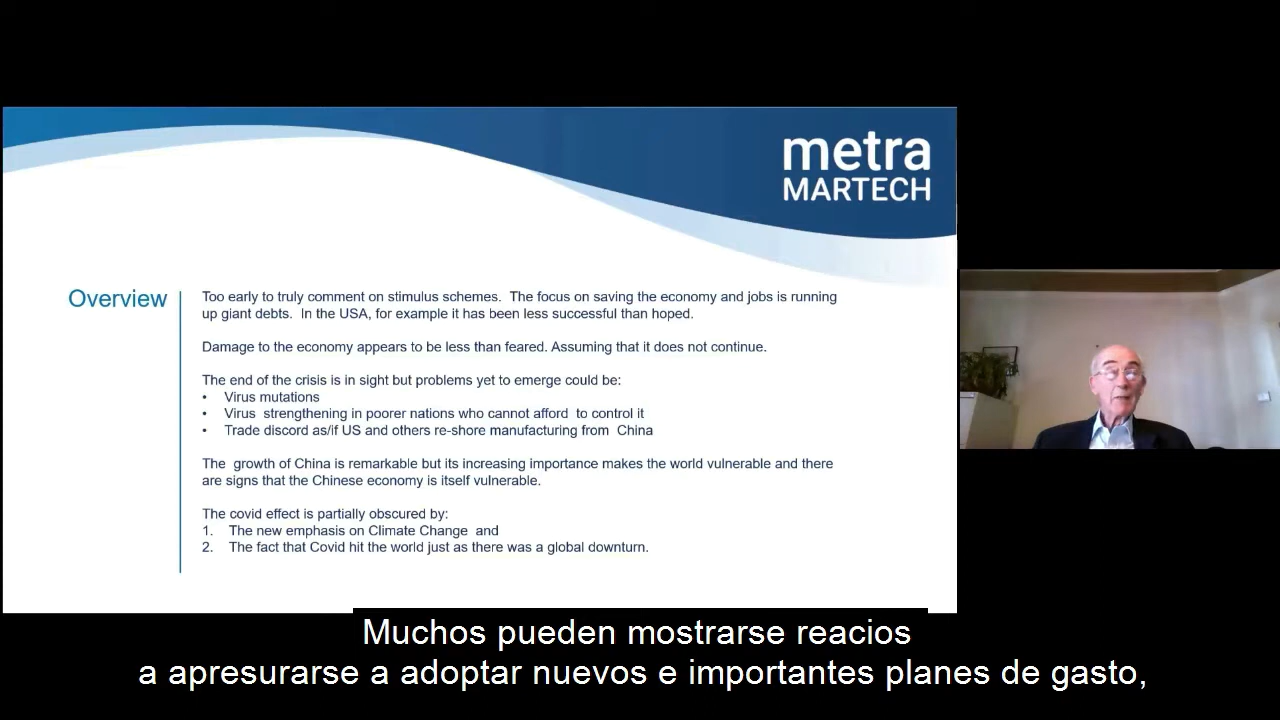 metra
MARTECH
Overview
Too early to truly comment on stimulus schemes. The focus on saving the economy and jobs is running
up giant debts. In the USA, for example it has been less successful than hoped.
Damage to the economy appears to be less than feared. Assuming that it does not continue.
The end of the crisis is in sight but problems yet to emerge could be:
• Virus mutations
• Virus strengthening in poorer nations who cannot afford to control it
• Trade discord as/if US and others re-shore manufacturing from China
The growth of China is remarkable but its increasing importance makes the world vulnerable and there
are signs that the Chinese economy is itself vulnerable.
The covid effect is partially obscured by:
1. The new emphasis on Climate Change and
2. The fact that Covid hit the world just as there was a global downturn.
Muchos pueden mostrarse reacios
a apresurarse a adoptar nuevos e importantes planes de gasto,